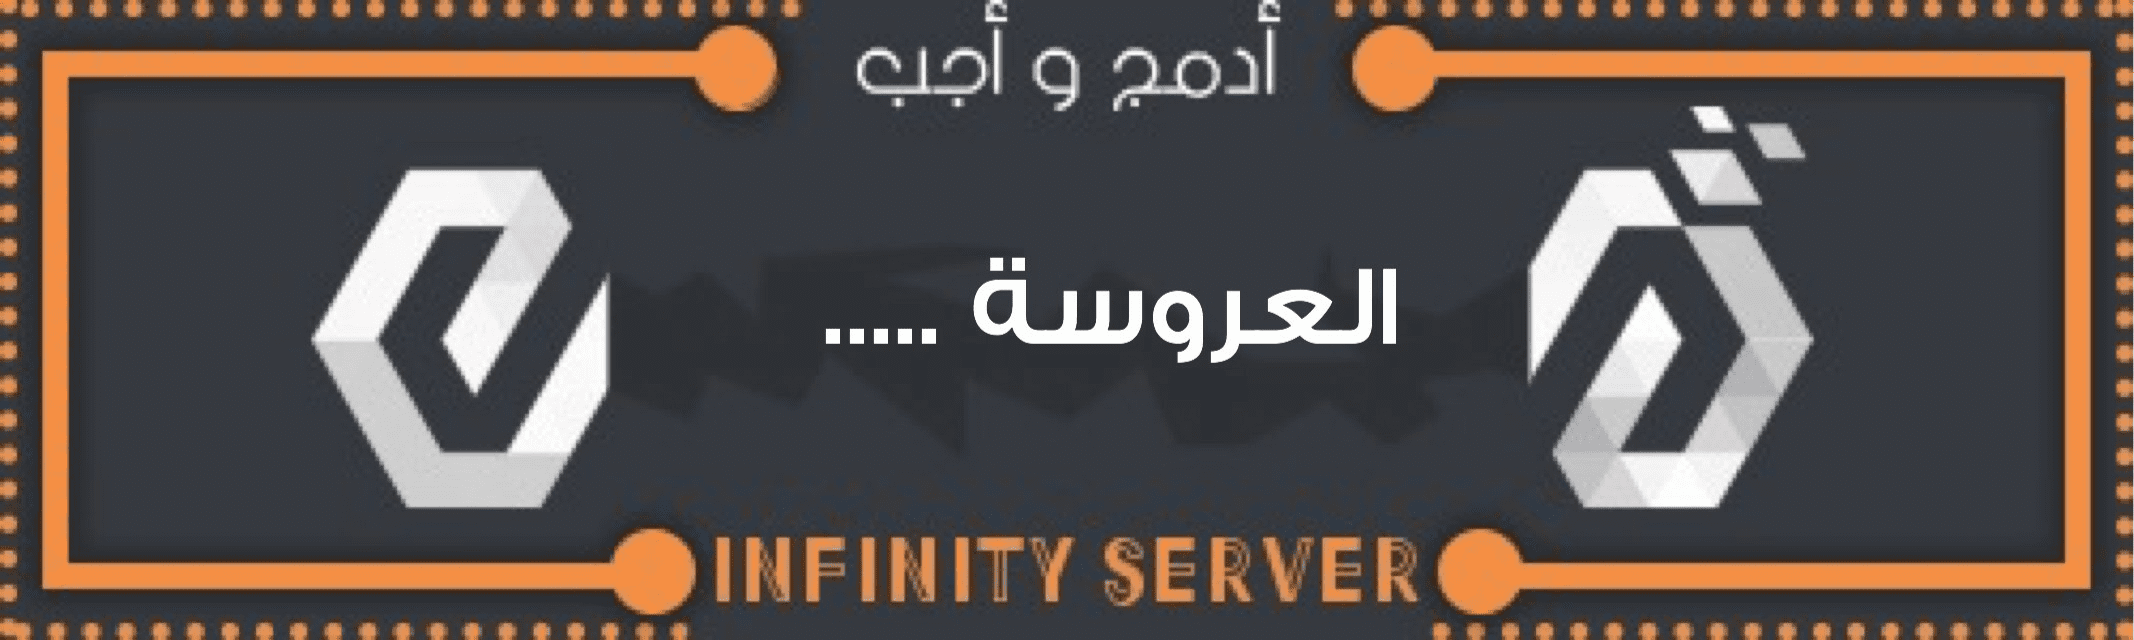 أدمج و أجب
العروسة .....
INFINITY SERVER